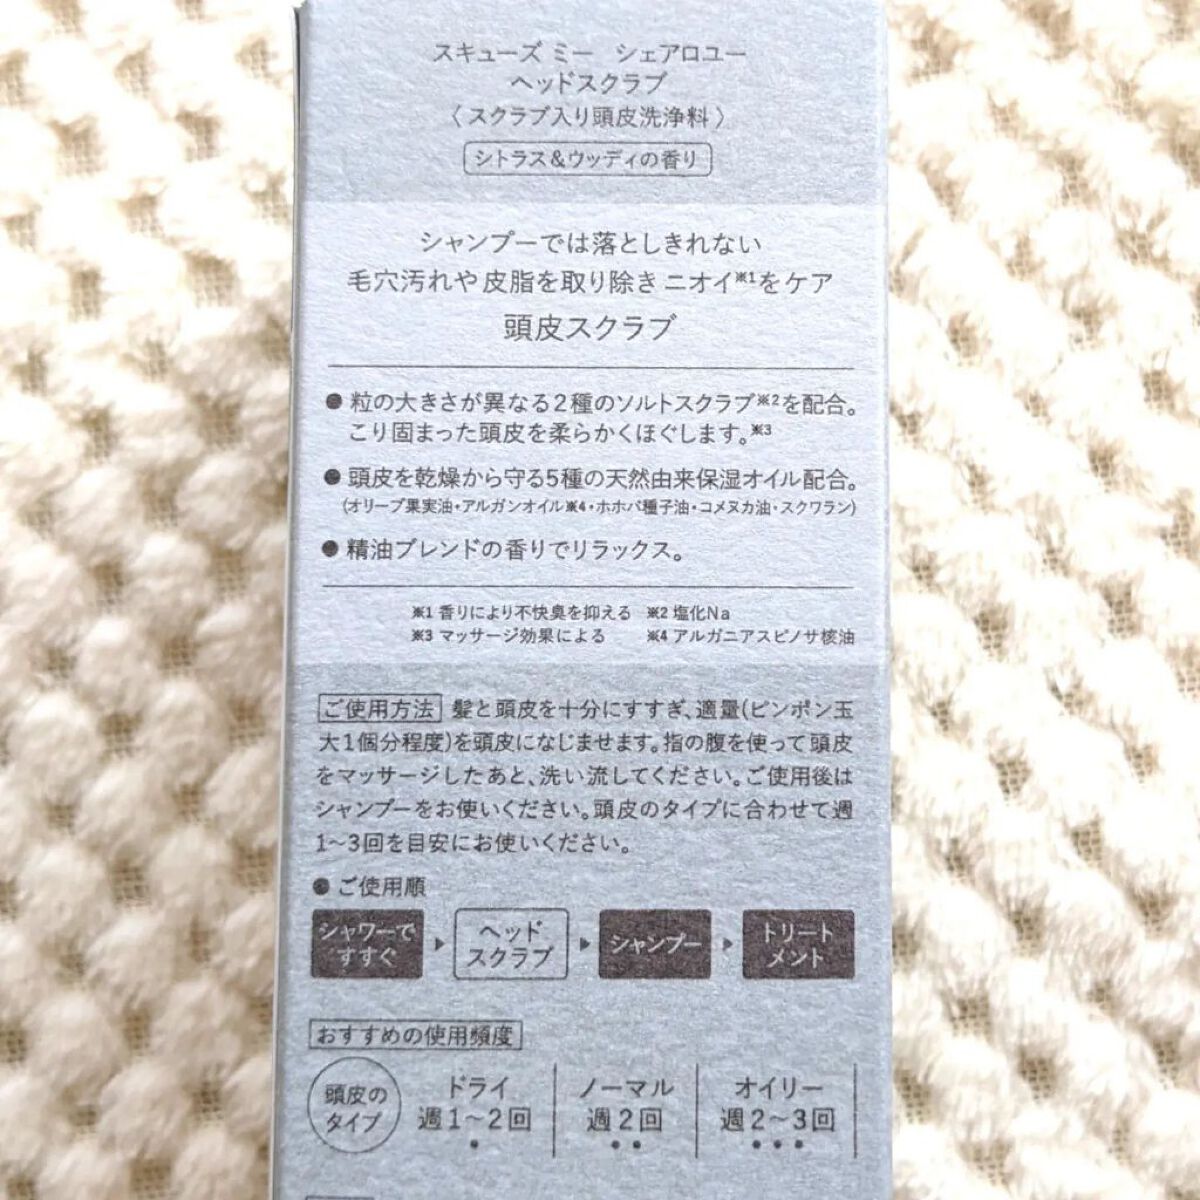 スキューズ ミー シェアロユー
ヘッドスクラブ
〈スクラブ入り頭皮洗浄料〉
シトラス&ウッディの香り
シャンプーでは落としきれない
毛穴汚れや皮脂を取り除き ニオイ※1をケア
頭皮スクラブ
● 粒の大きさが異なる2種のソルトスクラブ※2を配合。
こり固まった頭皮を柔らかくほぐします。※3
● 頭皮を乾燥から守る5種の天然由来保湿オイル配合。
(オリーブ果実油・アルガンオイル※4・ホホバ種子油・コメヌカ油・スクワラン)
● 精油ブレンドの香りでリラックス。
※1 香りにより不快臭を抑える ※2 塩化Na
※3 マッサージ効果による ※4 アルガニアスピノサ核油
ご使用方法 髪と頭皮を十分にすすぎ、適量(ピンポン玉
大1個分程度)を頭皮になじませます。指の腹を使って頭皮
をマッサージしたあと、洗い流してください。ご使用後は
シャンプーをお使いください。頭皮のタイプに合わせて週
1~3回を目安にお使いください。
● ご使用順
シャワーで
すすぐ
ヘッド
スクラブ
シャンプー
トリート
メント
おすすめの使用頻度
頭皮の
タイプ
ドライ
週1~2回
ノーマル
週2回
オイリー
週2~3回